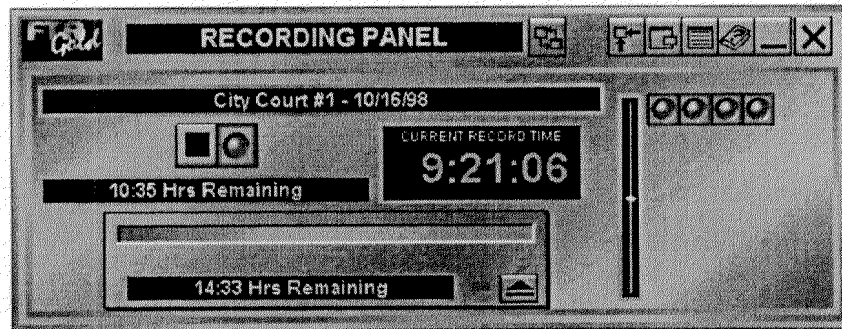 FTR Gold
RECORDING PANEL
City Court #1 - 10/16/98
CURRENT RECORD TIME
9:21:06
10:35 Hrs Remaining
14:33 Hrs Remaining